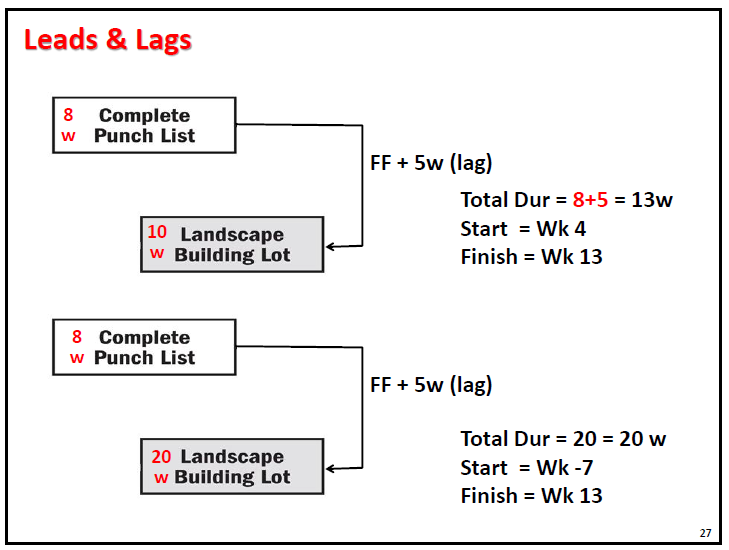 Leads & Lags
8 Complete
w Punch List
FF + 5w (lag)
Total Dur = 8+5 = 13w
10 Landscape
w Building Lot
Start = Wk 4
Finish = Wk 13
8 Complete
w Punch List
FF + 5w (lag)
Total Dur = 20 = 20 w
20 Landscape
w Building Lot
Start = Wk -7
Finish = Wk 13
27